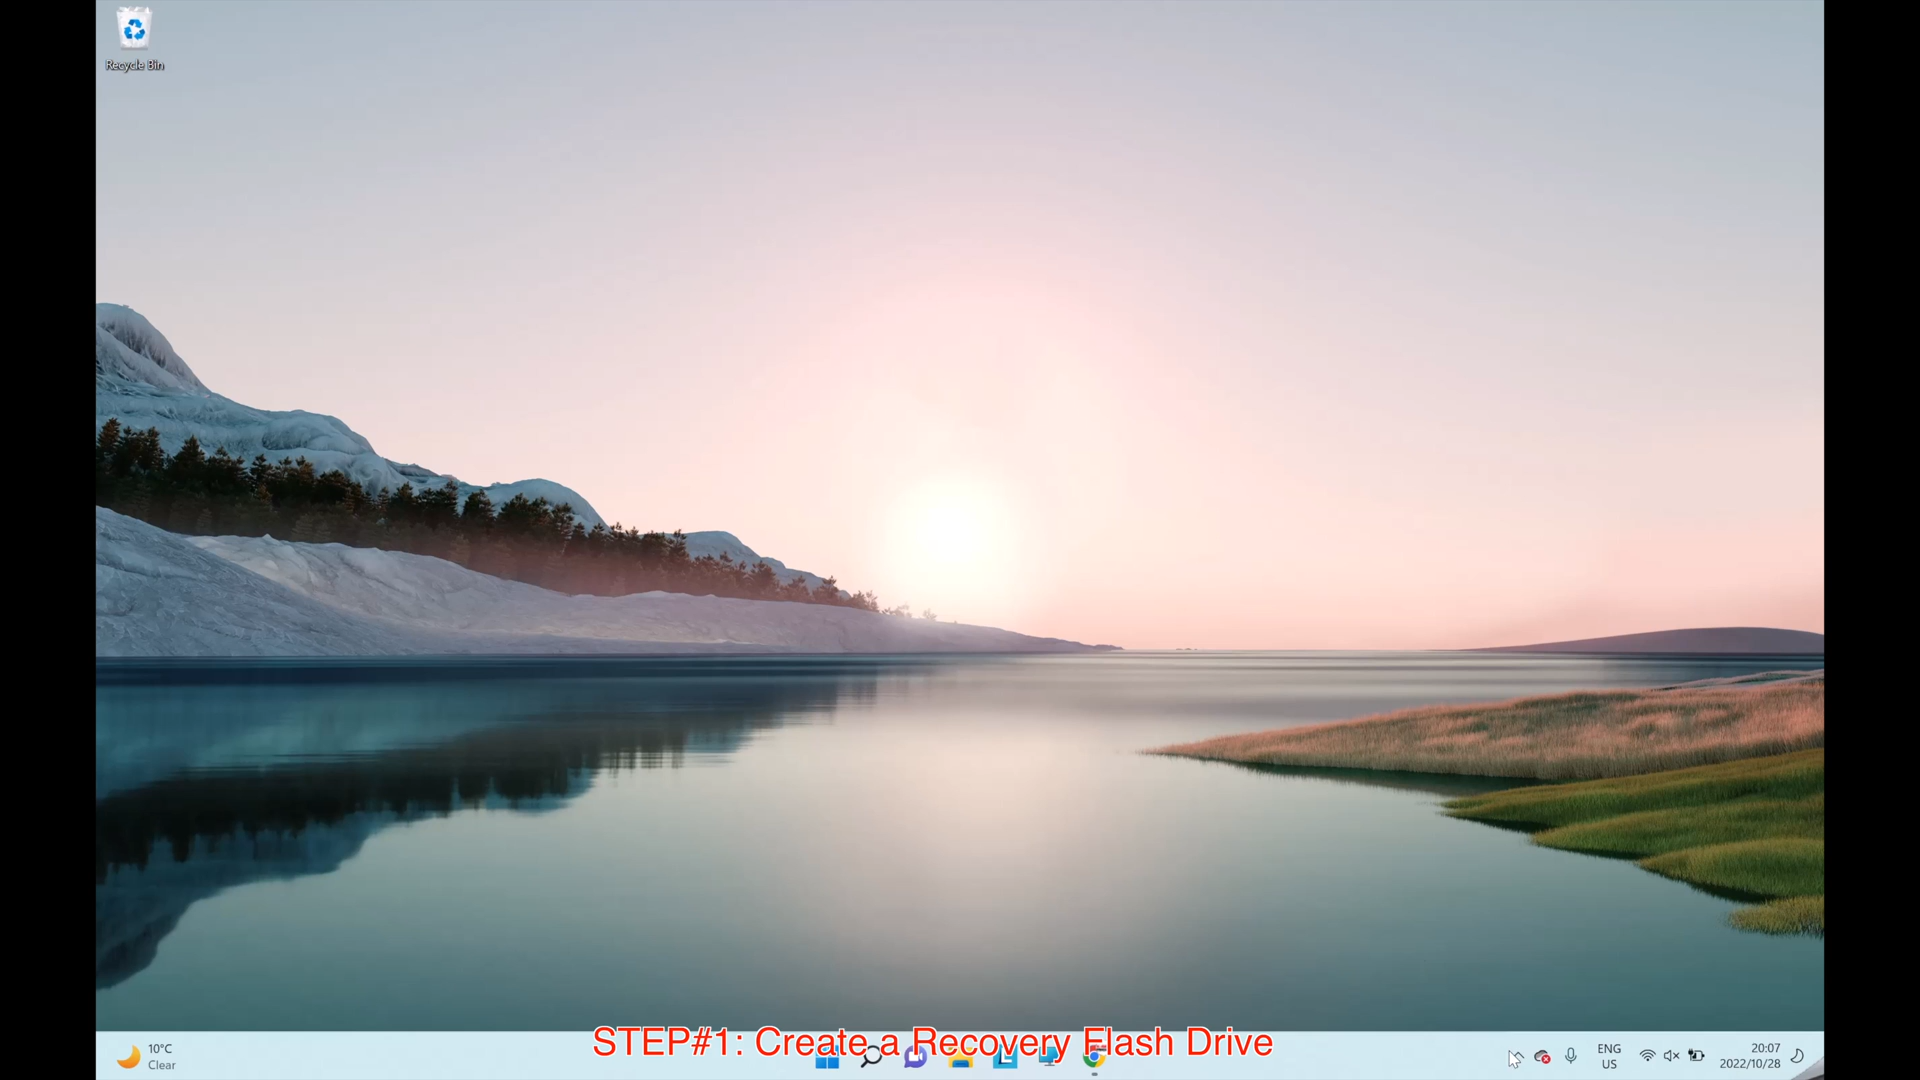 Recycle Bin
STEP#1: Create a Recovery Flash Drive
10°C
Clear
ENG
US
20:07
2022/10/28